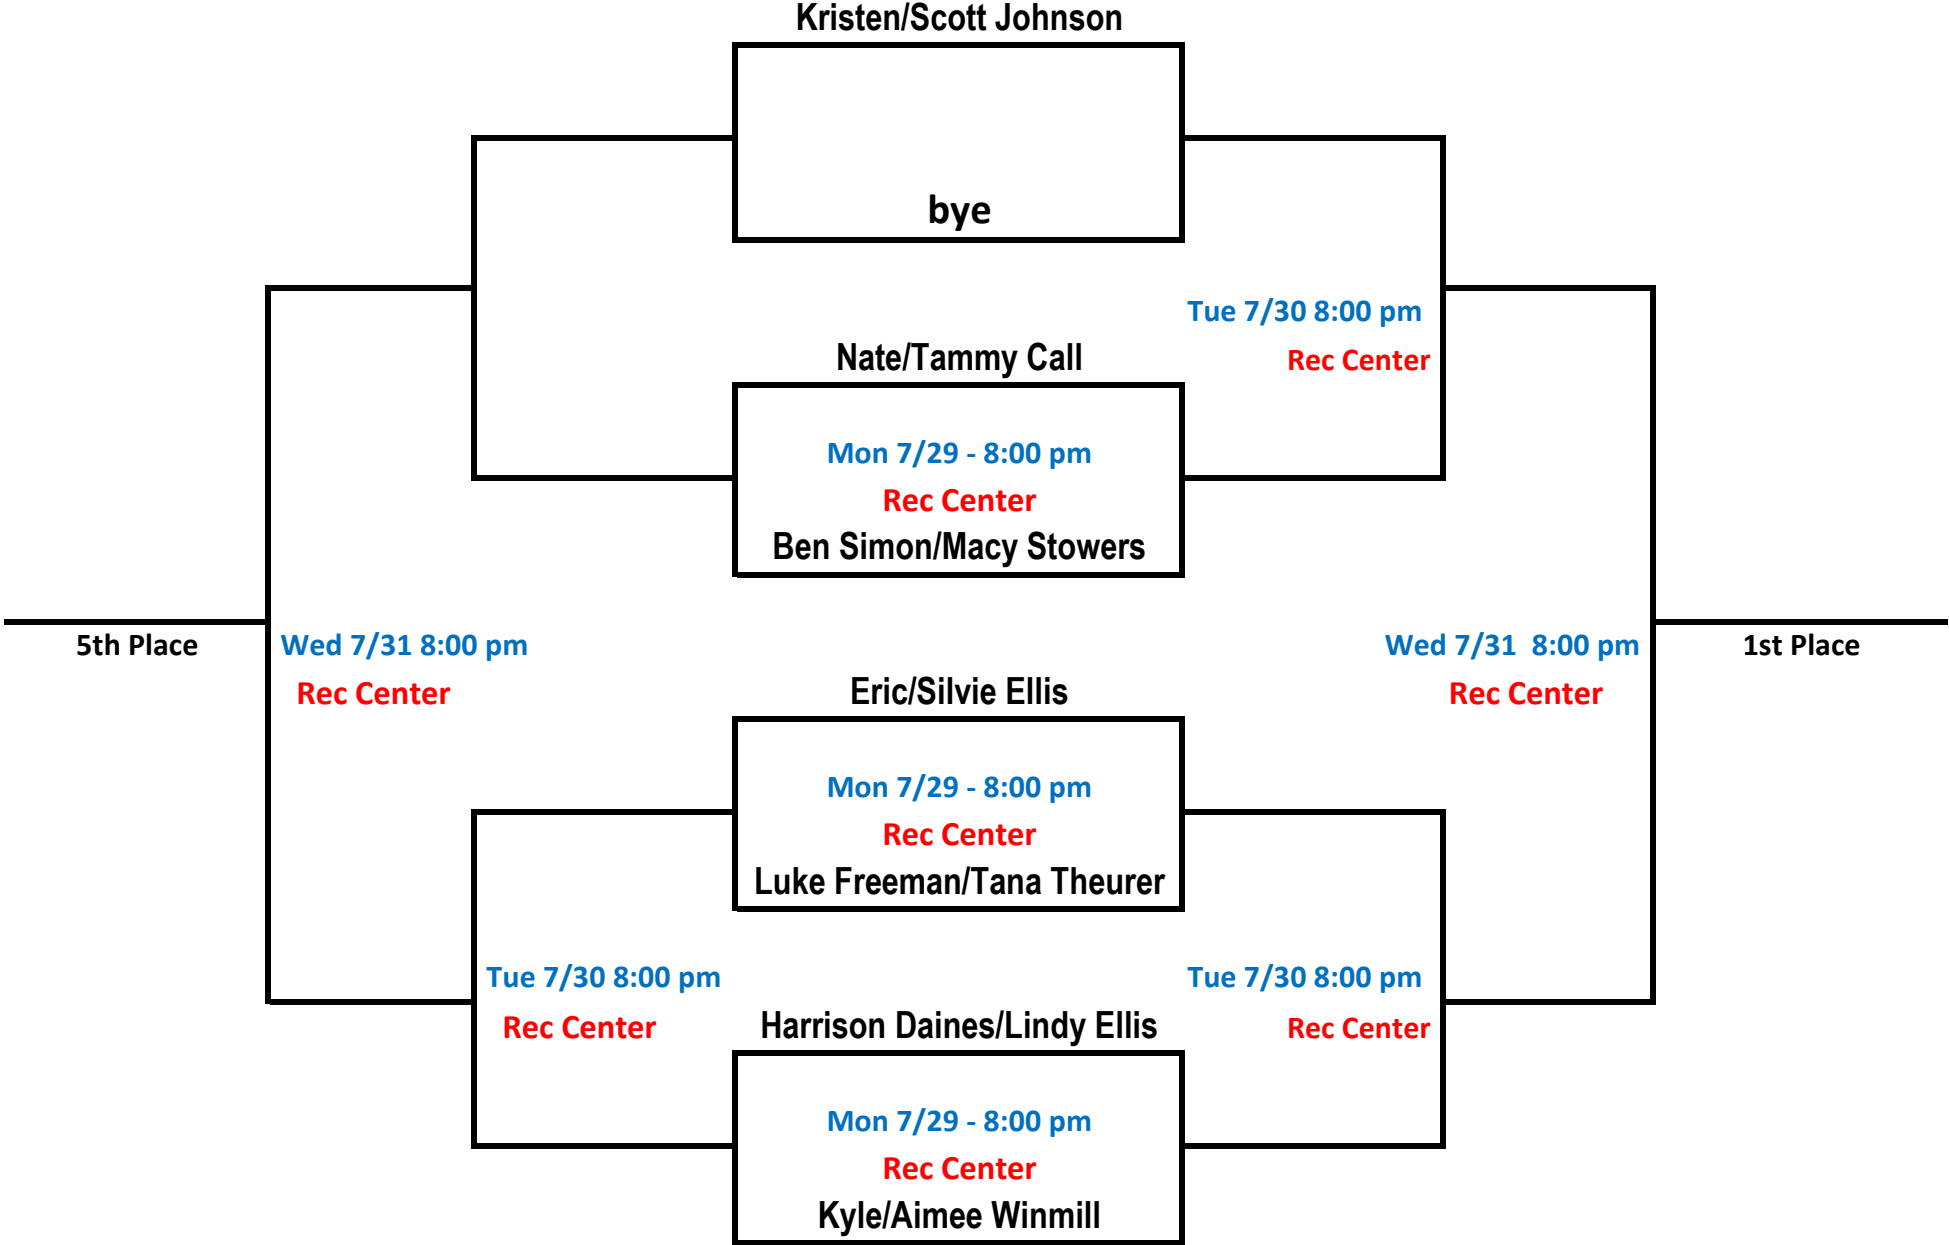 Kristen/Scott Johnson
bye
Tue 7/30 8:00 pm
Rec Center
Nate/Tammy Call
Mon 7/29 - 8:00 pm
Rec Center
Ben Simon/Macy Stowers
5th Place
Wed 7/31 8:00 pm
Rec Center
Wed 7/31  8:00 pm
Rec Center
1st Place
Eric/Silvie Ellis
Mon 7/29 - 8:00 pm
Rec Center
Luke Freeman/Tana Theurer
Tue 7/30 8:00 pm
Rec Center
Tue 7/30 8:00 pm
Rec Center
Harrison Daines/Lindy Ellis
Mon 7/29 - 8:00 pm
Rec Center
Kyle/Aimee Winmill